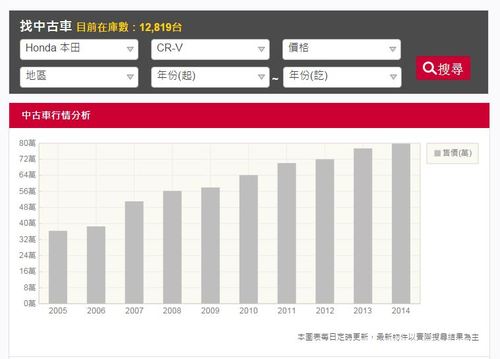 找中古車 目前在庫數：12,819台
Honda 本田 CR-V 價格
地區 年份(起) ~ 年份(訖) 搜尋
中古車行情分析
80萬
72萬
64萬
56萬
48萬
40萬
32萬
24萬
16萬
8萬
0萬
2005 2006 2007 2008 2009 2010 2011 2012 2013 2014
售價(萬)
本圖表每日定時更新，最新物件以實際搜尋結果為主